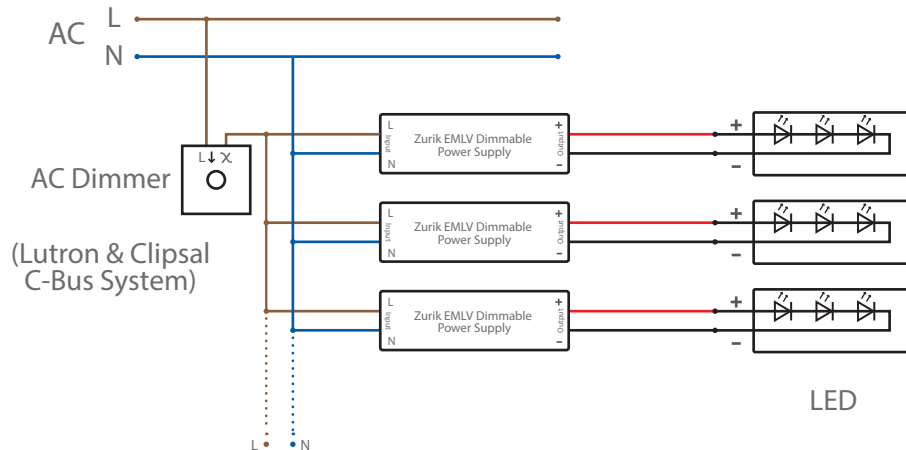 AC
L
N
AC Dimmer
L ↓ χ
(Lutron & Clipsal
C-Bus System)
L
Input
N
Zurik EMLV Dimmable
Power Supply
+
Output
–
+
–
L
Input
N
Zurik EMLV Dimmable
Power Supply
+
Output
–
+
–
L
Input
N
Zurik EMLV Dimmable
Power Supply
+
Output
–
+
–
LED
L
N